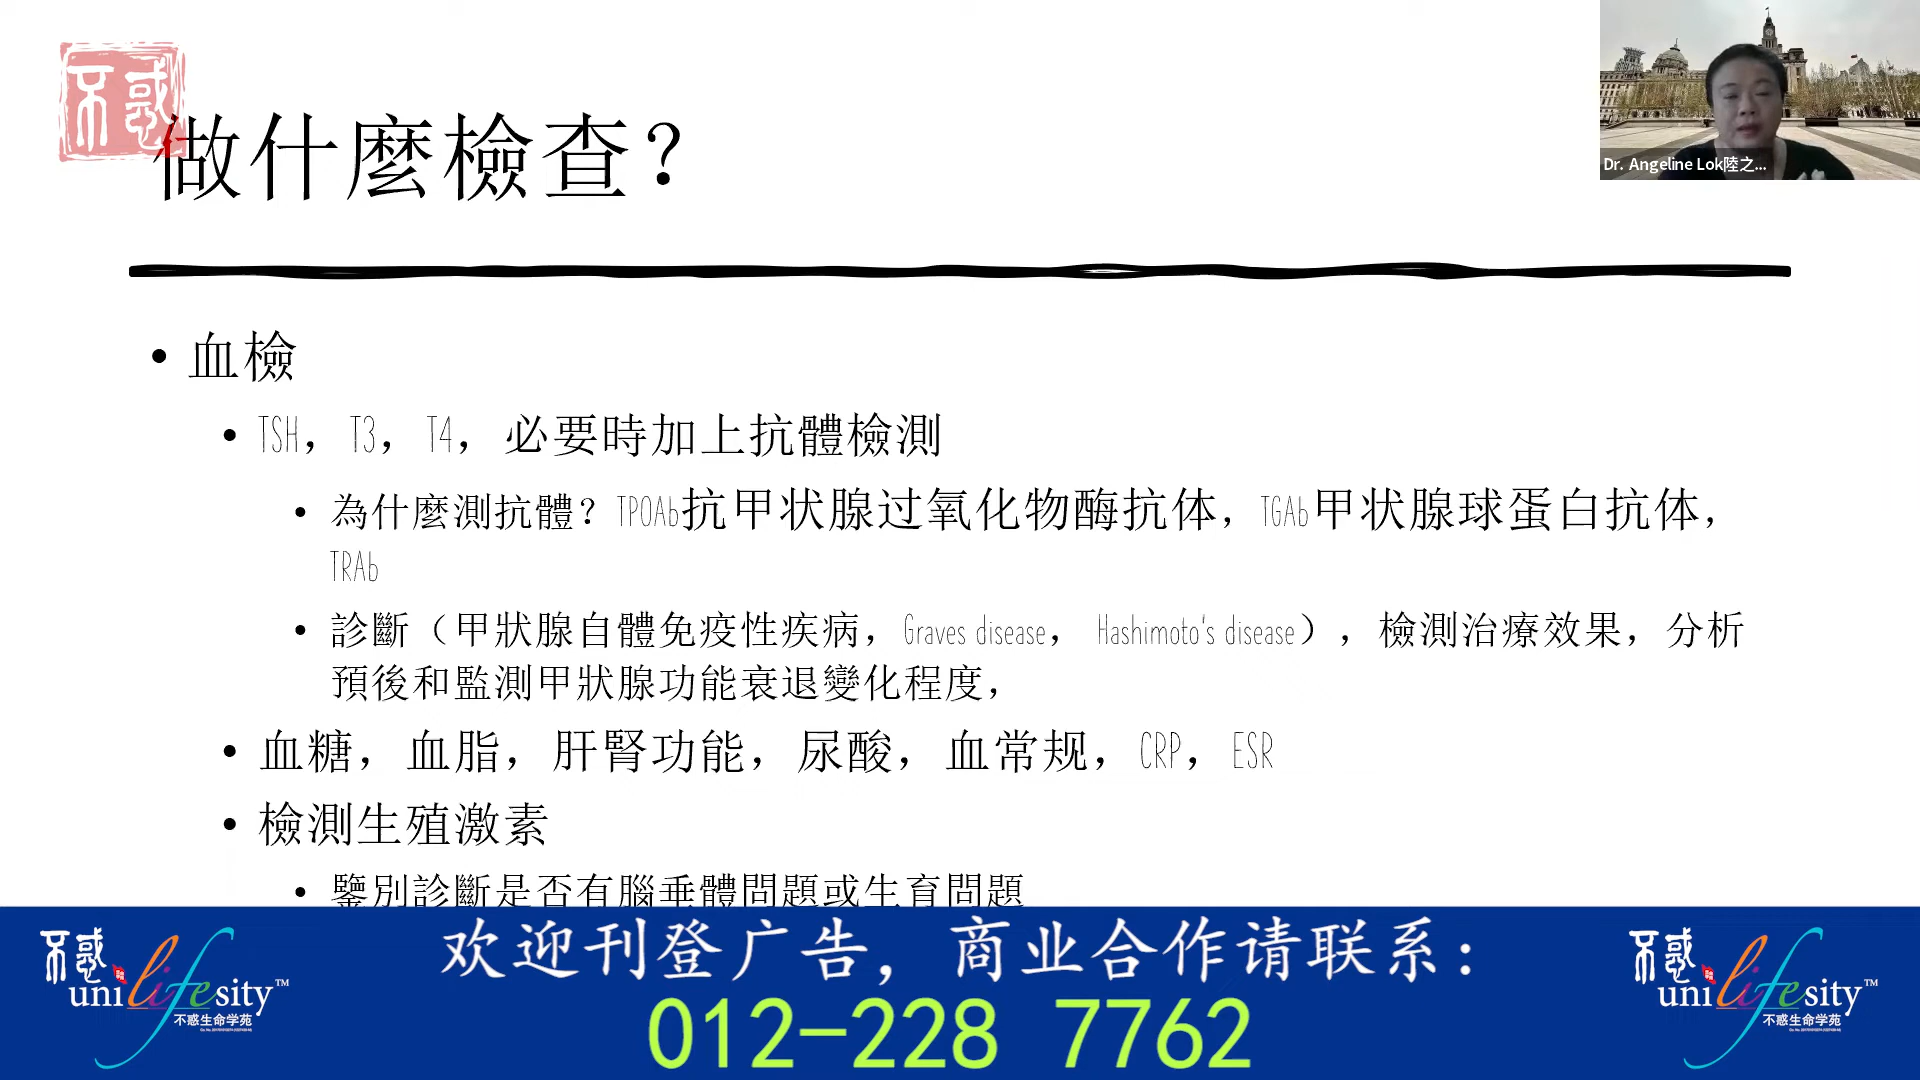 不惑
做什麼檢查？
Dr. Angeline Lok陸之...
• 血檢
• TSH， T3， T4， 必要時加上抗體檢測
• 為什麼測抗體？TPOAb抗甲状腺过氧化物酶抗体，TGAb甲状腺球蛋白抗体，
TRAb
• 診斷（甲狀腺自體免疫性疾病，Graves disease， Hashimoto's disease），檢測治療效果，分析
預後和監測甲狀腺功能衰退變化程度，
• 血糖，血脂，肝腎功能，尿酸，血常规，CRP，ESR
• 檢測生殖激素
• 鑒別診斷是否有腦垂體問題或生育問題
欢迎刊登广告，商业合作请联系：
012-228 7762
不惑
unilifesity™
不惑生命学苑
不惑
unilifesity™
不惑生命学苑